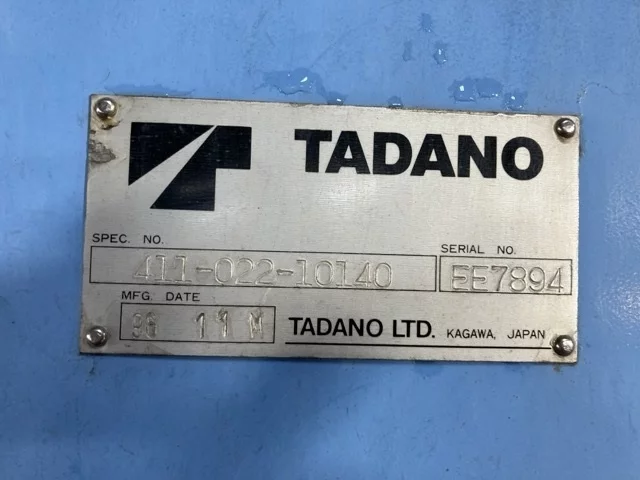 TADANO
SPEC. NO.
411-022-10140
SERIAL NO.
EE7894
MFG. DATE
TADANO LTD. KAGAWA, JAPAN